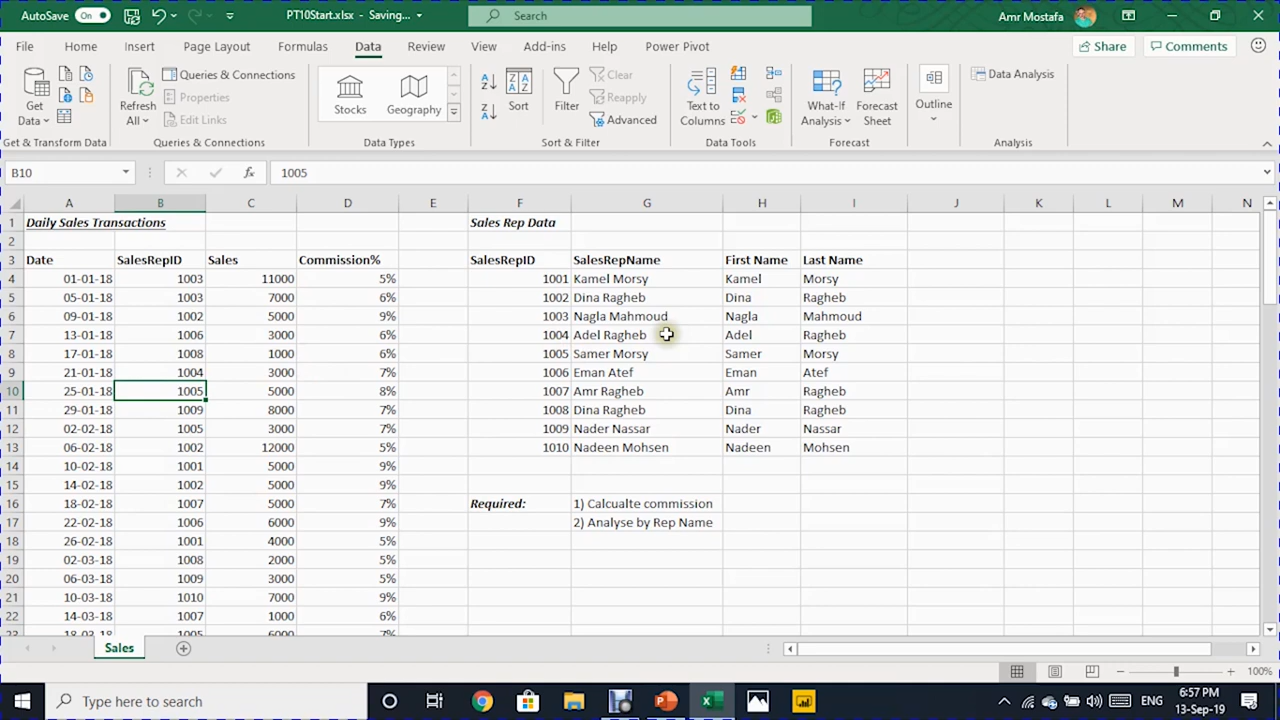 AutoSave On PT10Start.xlsx - Saving... Search Amr Mostafa
File Home Insert Page Layout Formulas Data Review View Add-ins Help Power Pivot Share Comments
Get Data Refresh All Queries & Connections Properties Edit Links Stocks Geography Sort Filter Clear Reapply Advanced Text to Columns What-If Analysis Forecast Sheet Outline Data Analysis
Get & Transform Data Queries & Connections Data Types Sort & Filter Data Tools Forecast Analysis
B10 fx 1005
A B C D E F G H I J K L M N
1 Daily Sales Transactions Sales Rep Data
2
3 Date SalesRepID Sales Commission% SalesRepID SalesRepName First Name Last Name
4 01-01-18 1003 11000 5% 1001 Kamel Morsy Kamel Morsy
5 05-01-18 1003 7000 6% 1002 Dina Ragheb Dina Ragheb
6 09-01-18 1002 5000 9% 1003 Nagla Mahmoud Nagla Mahmoud
7 13-01-18 1006 3000 6% 1004 Adel Ragheb Adel Ragheb
8 17-01-18 1008 1000 6% 1005 Samer Morsy Samer Morsy
9 21-01-18 1004 3000 7% 1006 Eman Atef Eman Atef
10 25-01-18 1005 5000 8% 1007 Amr Ragheb Amr Ragheb
11 29-01-18 1009 8000 7% 1008 Dina Ragheb Dina Ragheb
12 02-02-18 1005 3000 7% 1009 Nader Nassar Nader Nassar
13 06-02-18 1002 12000 5% 1010 Nadeen Mohsen Nadeen Mohsen
14 10-02-18 1001 5000 9%
15 14-02-18 1002 5000 9%
16 18-02-18 1007 5000 7% Required: 1) Calcualte commission
17 22-02-18 1006 6000 9% 2) Analyse by Rep Name
18 26-02-18 1001 4000 5%
19 02-03-18 1008 2000 5%
20 06-03-18 1009 3000 5%
21 10-03-18 1010 7000 9%
22 14-03-18 1007 1000 6%
23 18-03-18 1005 6000 7%
Sales
100%
Type here to search ENG 6:57 PM
13-Sep-19